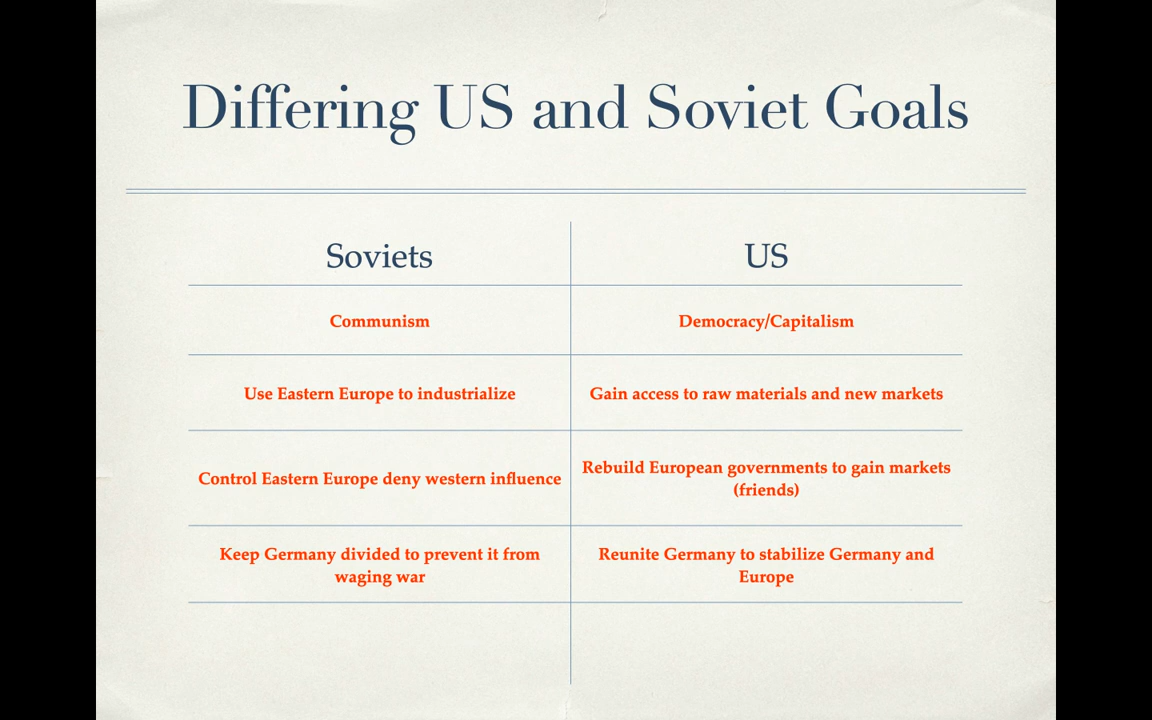 Differing US and Soviet Goals
Soviets
US
Communism
Democracy/Capitalism
Use Eastern Europe to industrialize
Gain access to raw materials and new markets
Control Eastern Europe deny western influence
Rebuild European governments to gain markets
(friends)
Keep Germany divided to prevent it from
waging war
Reunite Germany to stabilize Germany and
Europe